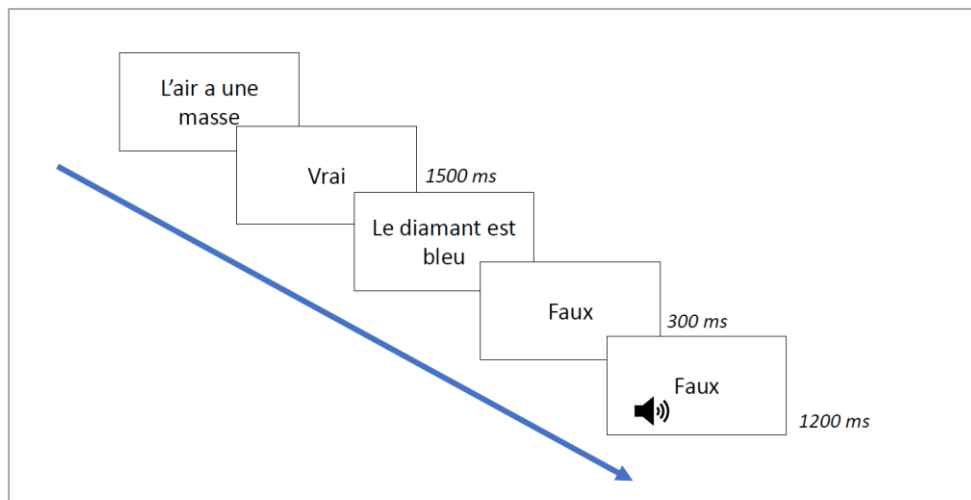 L’air a une
masse
Vrai
1500 ms
Le diamant est
bleu
Faux
300 ms
Faux
1200 ms